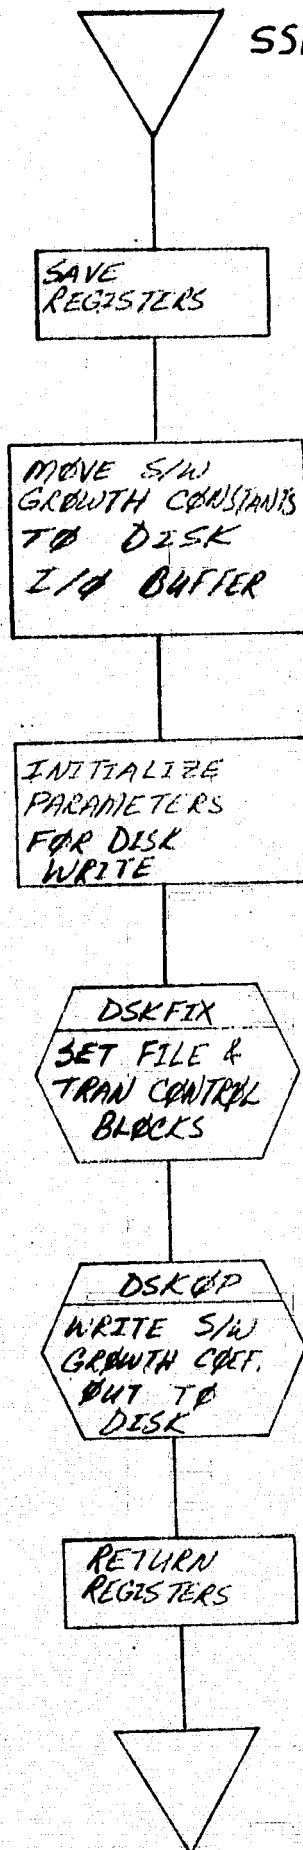 SAVE
REGISTERS
MØVE S/W
GRØWTH CØNSTANTS
TØ DISK
I/Ø BUFFER
INITIALIZE
PARAMETERS
FØR DISK
WRITE
DSKFIX
SET FILE &
TRAN CØNTRØL
BLØCKS
DSKØP
WRITE S/W
GRØWTH CØEF.
ØUT TØ
DISK
RETURN
REGISTERS